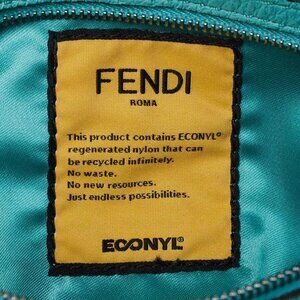 FENDI
ROMA
This product contains ECONYL®
regenerated nylon that can
be recycled infinitely.
No waste.
No new resources.
Just endless possibilities.
ECONYL®